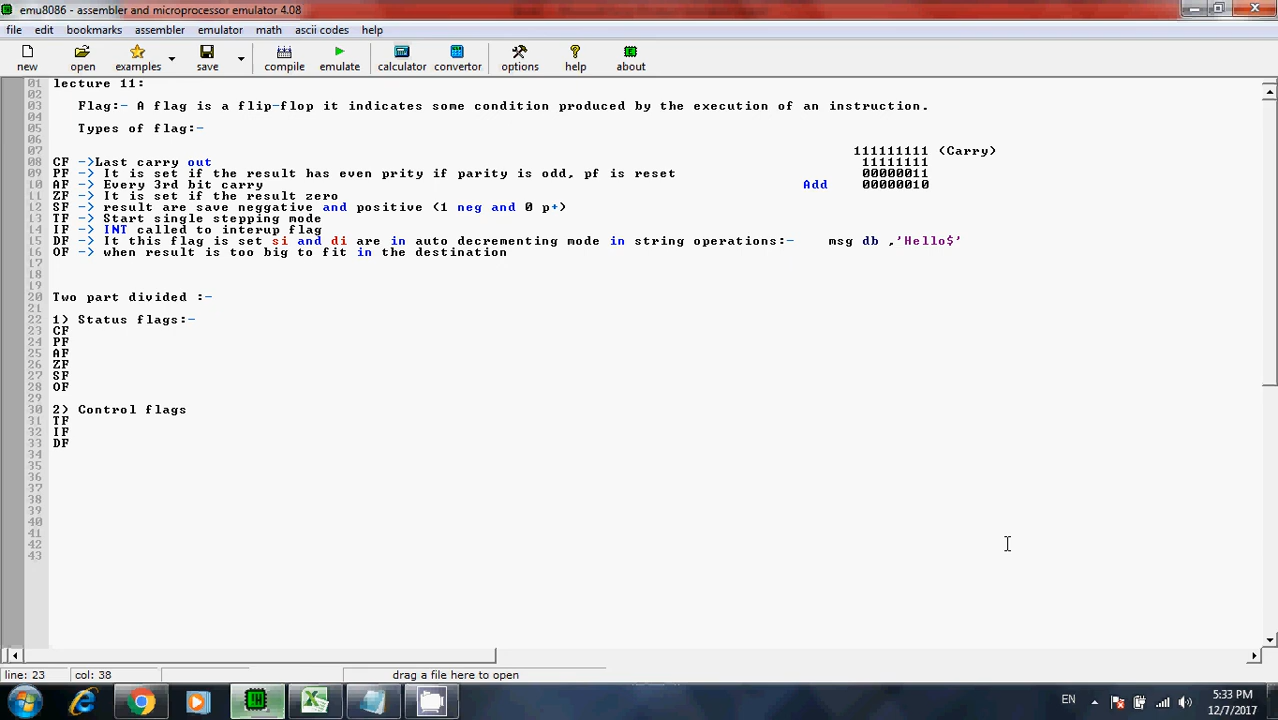 emu8086 - assembler and microprocessor emulator 4.08
file edit bookmarks assembler emulator math ascii codes help
new open examples save compile emulate calculator convertor options help about
01 lecture 11:
02
03 Flag:- A flag is a flip-flop it indicates some condition produced by the execution of an instruction.
04
05 Types of flag:-
06
07 111111111 (Carry)
08 CF ->Last carry out 11111111
09 PF -> It is set if the result has even prity if parity is odd, pf is reset 00000011
10 AF -> Every 3rd bit carry Add 00000010
11 ZF -> It is set if the result zero
12 SF -> result are save neggative and positive (1 neg and 0 p+)
13 TF -> Start single stepping mode
14 IF -> INT called to interup flag
15 DF -> It this flag is set si and di are in auto decrementing mode in string operations:- msg db ,'Hello$'
16 OF -> when result is too big to fit in the destination
17
18
19
20 Two part divided :-
21
22 1) Status flags:-
23 CF
24 PF
25 AF
26 ZF
27 SF
28 OF
29
30 2) Control flags
31 TF
32 IF
33 DF
34
35
36
37
38
39
40
41
42
43
line: 23 col: 38 drag a file here to open
EN 5:33 PM
12/7/2017